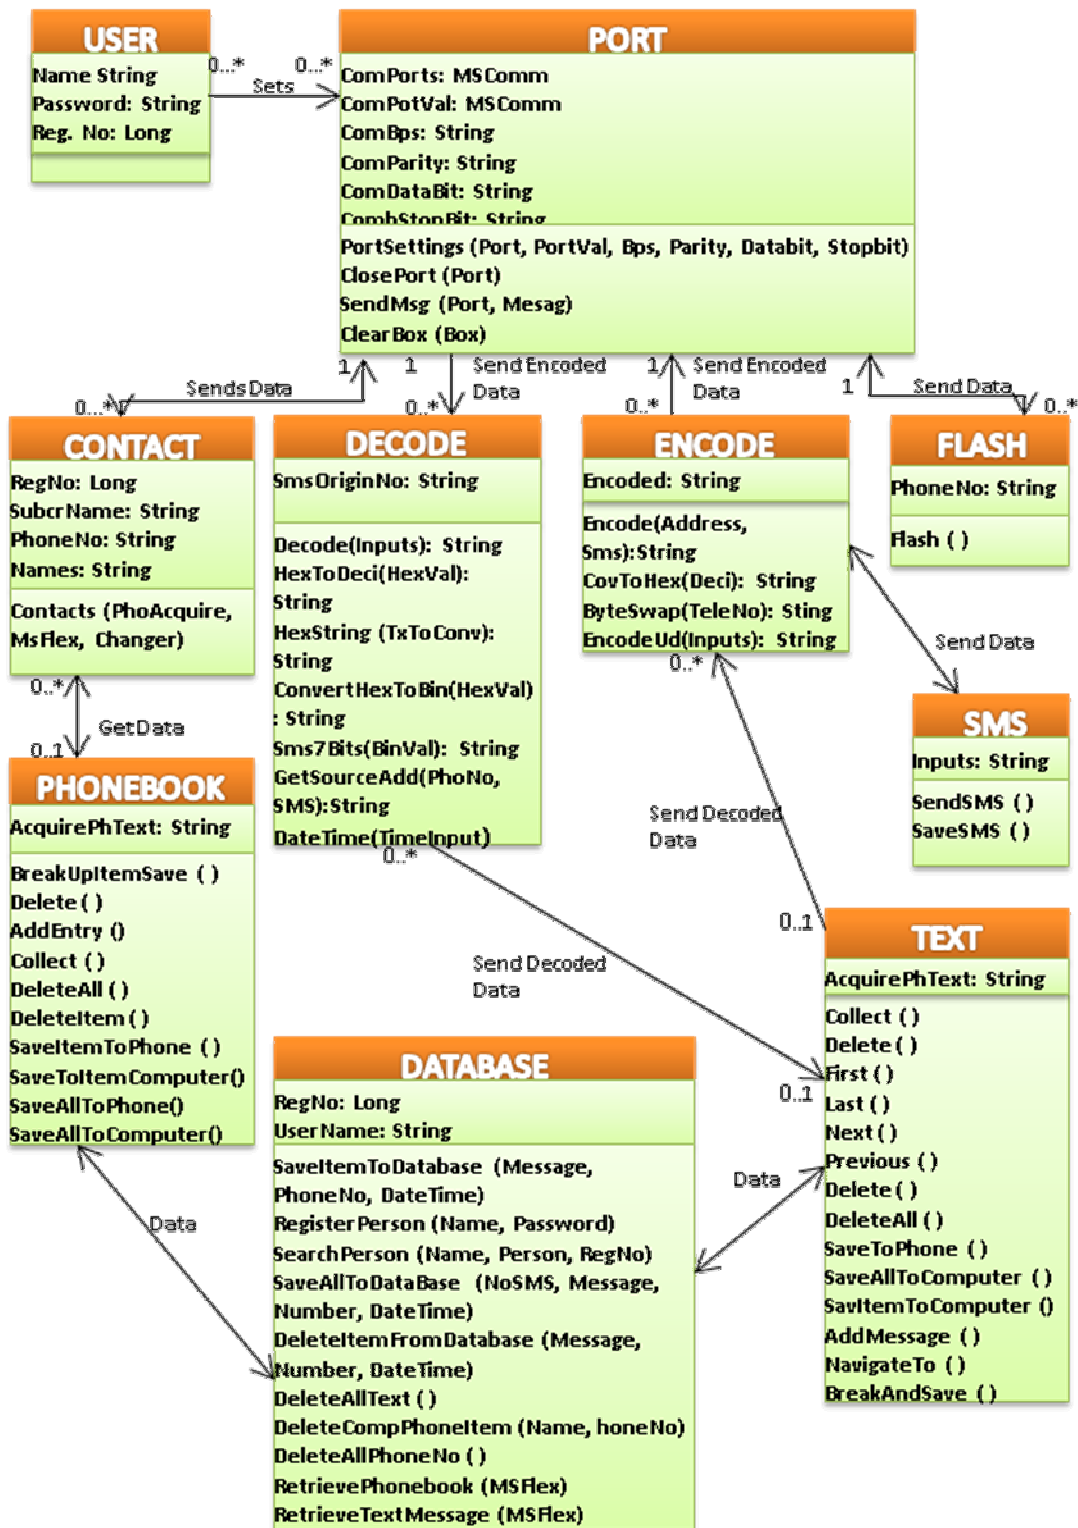 USER
Name String
Password: String
Reg. No: Long
0...*
0...*
Sets
PORT
ComPorts: MSComm
ComPotVal: MSComm
ComBps: String
ComParity: String
ComDataBit: String
CombStopBit: String
PortSettings (Port, PortVal, Bps, Parity, Databit, Stopbit)
ClosePort (Port)
SendMsg (Port, Mesag)
ClearBox (Box)
1
Sends Data
0...*
1
Send Encoded
Data
0..*
1
Send Encoded
Data
0..*
1
Send Data
0..*
CONTACT
RegNo: Long
SubcrName: String
PhoneNo: String
Names: String
Contacts (PhoAcquire,
MsFlex, Changer)
0..*
Get Data
0..1
DECODE
SmsOriginNo: String
Decode(Inputs): String
HexToDeci(HexVal):
String
HexString (TxToConv):
String
ConvertHexToBin(HexVal)
: String
Sms7Bits(BinVal): String
GetSourceAdd(PhoNo,
SMS):String
DateTime(TimeInput)
0..*
ENCODE
Encoded: String
Encode(Address,
Sms):String
CovToHex(Deci): String
ByteSwap(TeleNo): Sting
EncodeUd(Inputs): String
0..*
FLASH
PhoneNo: String
Flash ( )
Send Data
SMS
Inputs: String
SendSMS ( )
SaveSMS ( )
PHONEBOOK
AcquirePhText: String
BreakUpItemSave ( )
Delete ( )
AddEntry ()
Collect ( )
DeleteAll ( )
DeleteItem ( )
SaveItemToPhone ( )
SaveToItemComputer()
SaveAllToPhone()
SaveAllToComputer()
Send Decoded
Data
0..1
Send Decoded
Data
0..1
TEXT
AcquirePhText: String
Collect ( )
Delete ( )
First ( )
Last ( )
Next ( )
Previous ( )
Delete ( )
DeleteAll ( )
SaveToPhone ( )
SaveAllToComputer ( )
SavItemToComputer ()
AddMessage ( )
NavigateTo ( )
BreakAndSave ( )
Data
Data
DATABASE
RegNo: Long
UserName: String
SaveItemToDatabase (Message,
PhoneNo, DateTime)
RegisterPerson (Name, Password)
SearchPerson (Name, Person, RegNo)
SaveAllToDataBase (NoSMS, Message,
Number, DateTime)
DeleteItemFromDatabase (Message,
Number, DateTime)
DeleteAllText ( )
DeleteCompPhoneItem (Name, honeNo)
DeleteAllPhoneNo ( )
RetrievePhonebook (MSFlex)
RetrieveTextMessage (MSFlex)